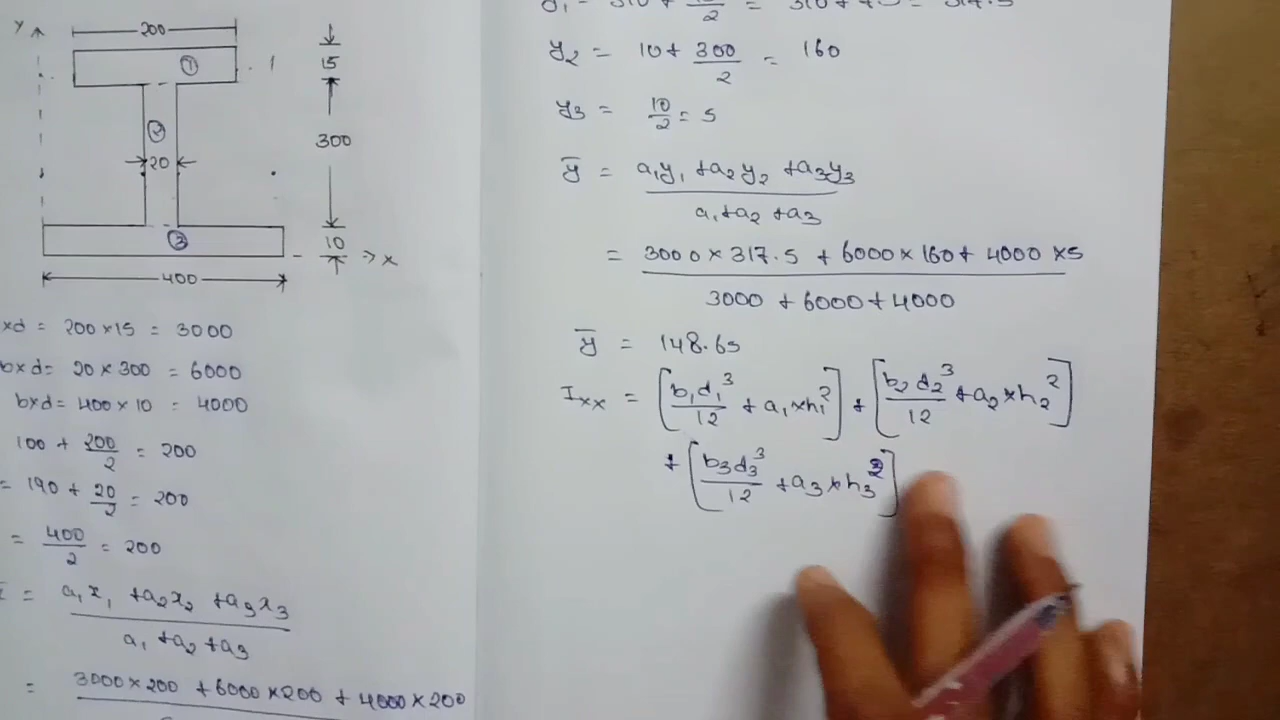 Y
200
①
15
300
②
20
③
10
> x
400
xd = 200 × 15 = 3000
bxd = 20 × 300 = 6000
bxd = 400 × 10 = 4000
100 + 200/2 = 200
= 190 + 20/2 = 200
= 400/2 = 200
= a₁x₁ + a₂x₂ + a₃x₃ / a₁ + a₂ + a₃
= 3000 × 200 + 6000 × 200 + 4000 × 200
y₂ = 10 + 300/2 = 160
y₃ = 10/2 = 5
ȳ = a₁y₁ + a₂y₂ + a₃y₃ / a₁ + a₂ + a₃
= 3000 × 317.5 + 6000 × 160 + 4000 × 5 / 3000 + 6000 + 4000
ȳ = 148.65
Ixx = [b₁d₁³/12 + a₁ × h₁²] + [b₂d₂³/12 + a₂ × h₂²]
+ [b₃d₃³/12 + a₃ × h₃²]